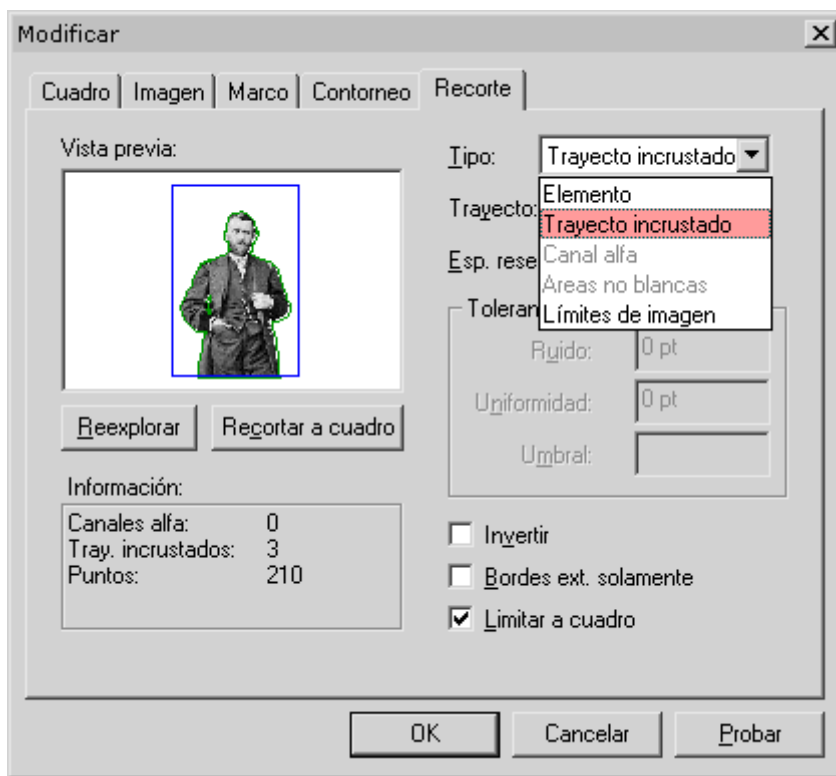 Modificar
Cuadro Imagen Marco Contorneo Recorte
Vista previa:
Reexplorar Recortar a cuadro
Información:
Canales alfa: 0
Tray. incrustados: 3
Puntos: 210
Tipo: Trayecto incrustado
Elemento
Trayecto incrustado
Canal alfa
Areas no blancas
Límites de imagen
Trayecto:
Esp. rese
Toleran
Ruido: 0 pt
Uniformidad: 0 pt
Umbral:
Invertir
Bordes ext. solamente
Limitar a cuadro
OK Cancelar Probar